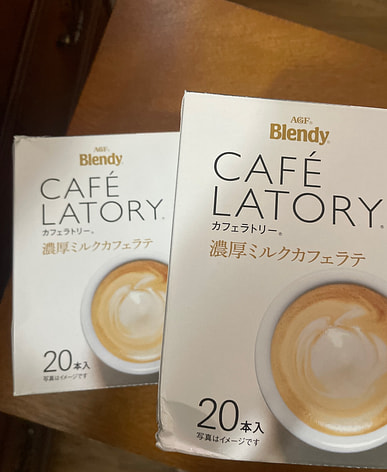 AGF®
Blendy®
CAFÉ
LATORY®
カフェラトリー®
濃厚ミルクカフェラテ
20本入
写真はイメージです
AGF®
Blendy®
CAFÉ
LATORY®
カフェラトリー®
濃厚ミルクカフェラテ
20本入
写真はイメージです